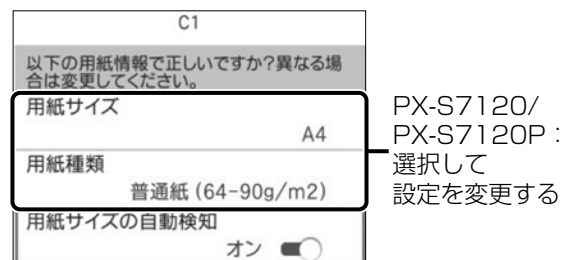 C1
以下の用紙情報で正しいですか?異なる場
合は変更してください。
用紙サイズ
A4
用紙種類
普通紙 (64-90g/m2)
用紙サイズの自動検知
オン
PX-S7120/
PX-S7120P：
選択して
設定を変更する